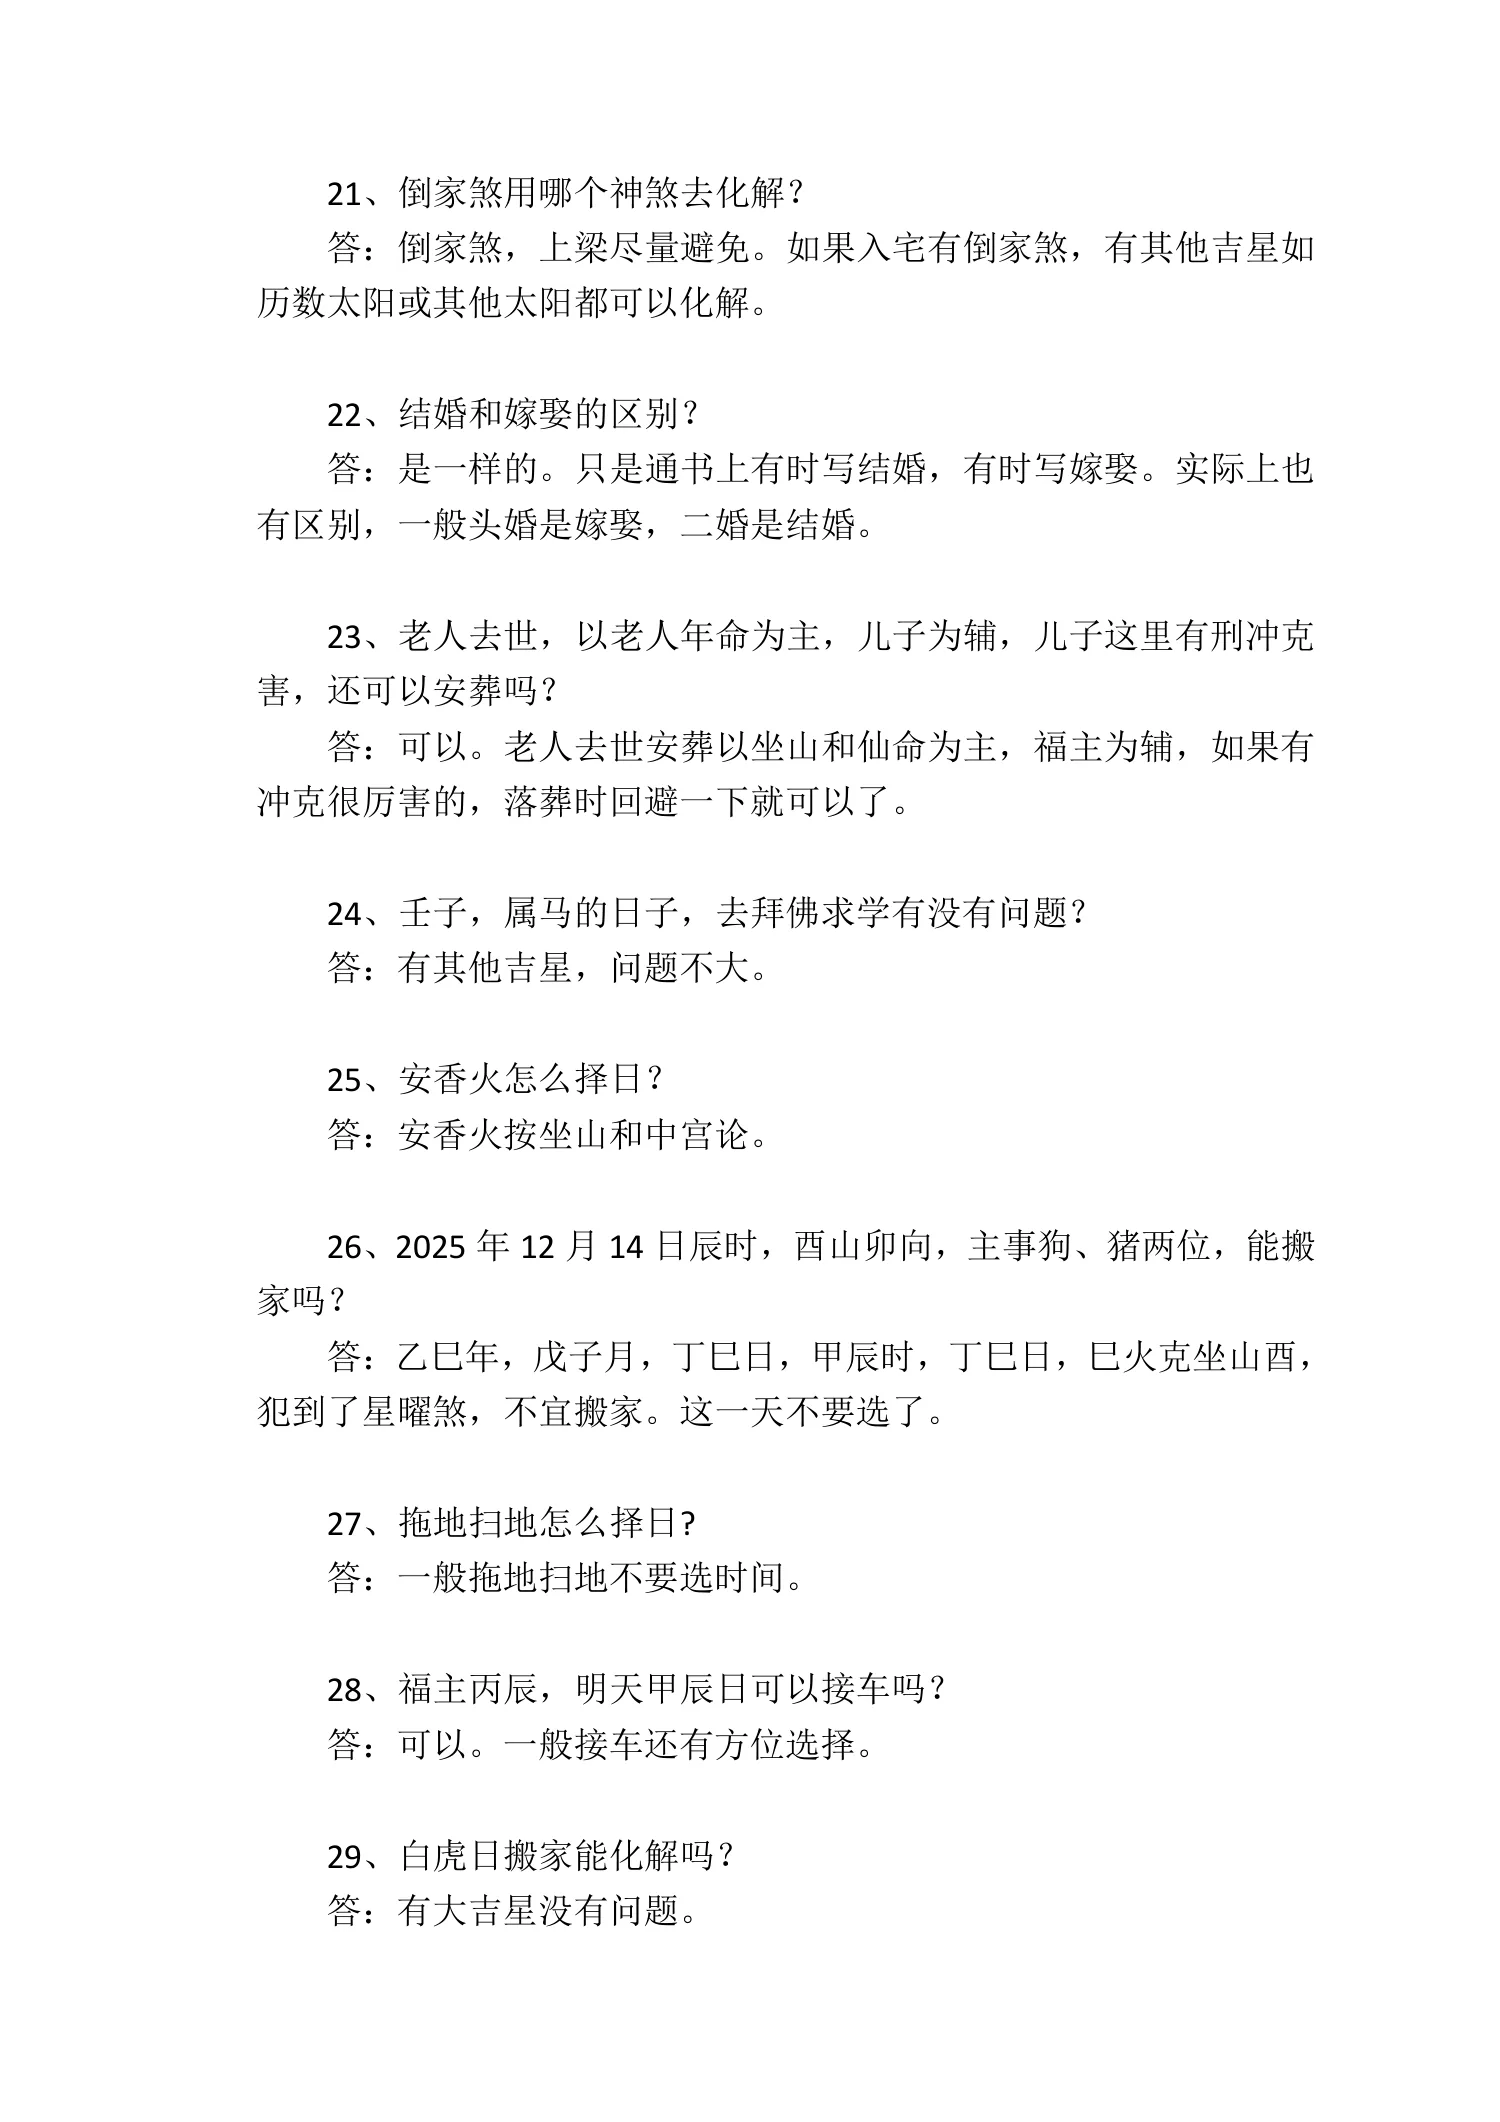 21、倒家煞用哪个神煞去化解？
答：倒家煞，上梁尽量避免。如果入宅有倒家煞，有其他吉星如
历数太阳或其他太阳都可以化解。
22、结婚和嫁娶的区别？
答：是一样的。只是通书上有时写结婚，有时写嫁娶。实际上也
有区别，一般头婚是嫁娶，二婚是结婚。
23、老人去世，以老人年命为主，儿子为辅，儿子这里有刑冲克
害，还可以安葬吗？
答：可以。老人去世安葬以坐山和仙命为主，福主为辅，如果有
冲克很厉害的，落葬时回避一下就可以了。
24、壬子，属马的日子，去拜佛求学有没有问题？
答：有其他吉星，问题不大。
25、安香火怎么择日？
答：安香火按坐山和中宫论。
26、2025 年 12 月 14 日辰时，酉山卯向，主事狗、猪两位，能搬
家吗？
答：乙巳年，戊子月，丁巳日，甲辰时，丁巳日，巳火克坐山酉，
犯到了星曜煞，不宜搬家。这一天不要选了。
27、拖地扫地怎么择日?
答：一般拖地扫地不要选时间。
28、福主丙辰，明天甲辰日可以接车吗？
答：可以。一般接车还有方位选择。
29、白虎日搬家能化解吗？
答：有大吉星没有问题。